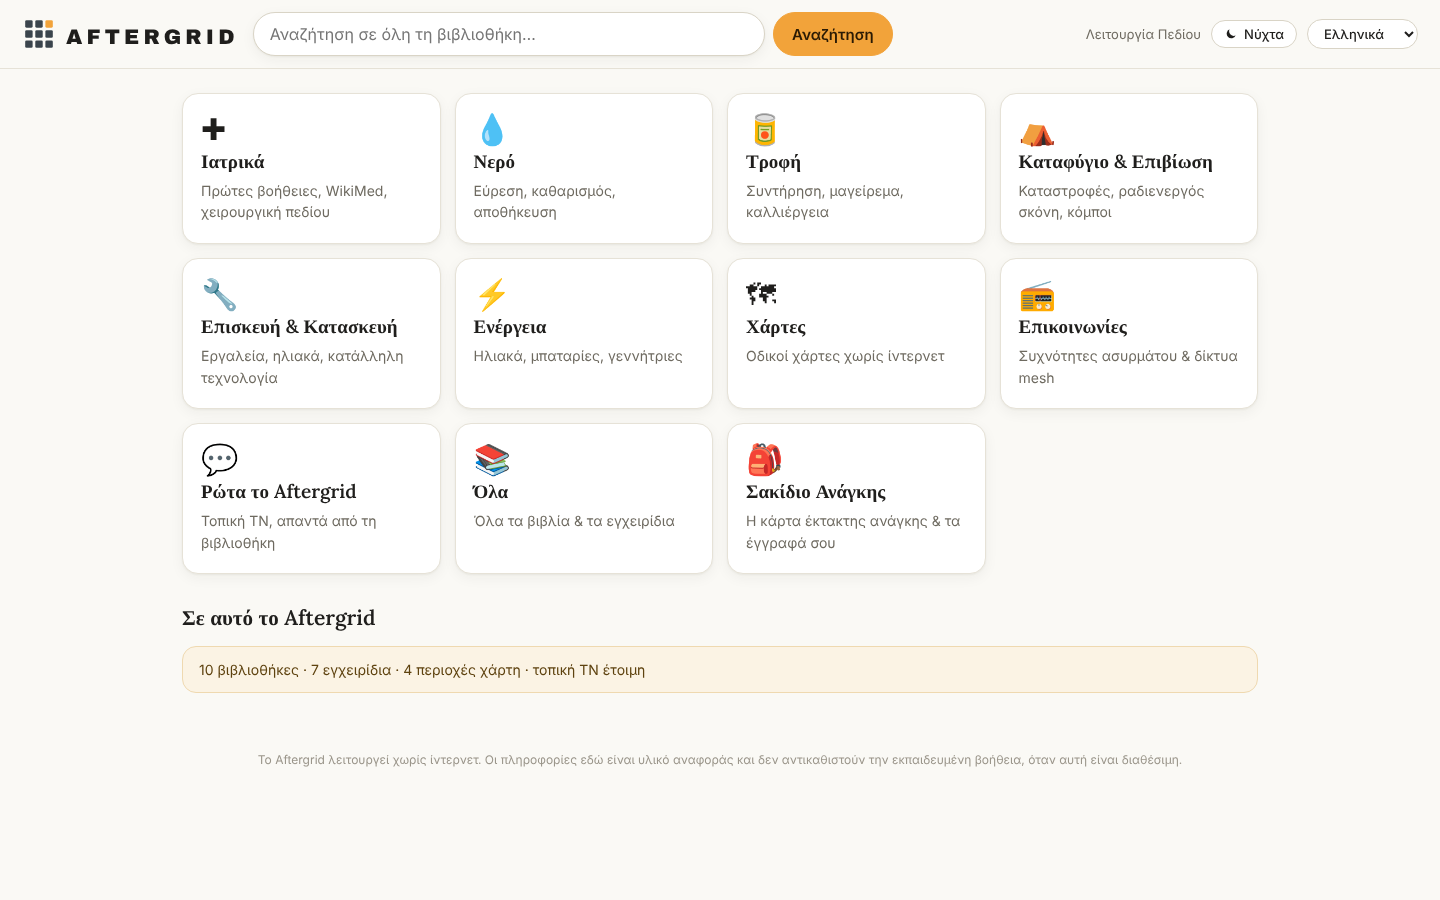 AFTERGRID
Αναζήτηση σε όλη τη βιβλιοθήκη...
Αναζήτηση
Λειτουργία Πεδίου
Νύχτα
Ελληνικά
Ιατρικά
Πρώτες βοήθειες, WikiMed,
χειρουργική πεδίου
Νερό
Εύρεση, καθαρισμός,
αποθήκευση
Τροφή
Συντήρηση, μαγείρεμα,
καλλιέργεια
Καταφύγιο & Επιβίωση
Καταστροφές, ραδιενεργός
σκόνη, κόμποι
Επισκευή & Κατασκευή
Εργαλεία, ηλιακά, κατάλληλη
τεχνολογία
Ενέργεια
Ηλιακά, μπαταρίες, γεννήτριες
Χάρτες
Οδικοί χάρτες χωρίς ίντερνετ
Επικοινωνίες
Συχνότητες ασυρμάτου & δίκτυα
mesh
Ρώτα το Aftergrid
Τοπική ΤΝ, απαντά από τη
βιβλιοθήκη
Όλα
Όλα τα βιβλία & τα εγχειρίδια
Σακίδιο Ανάγκης
Η κάρτα έκτακτης ανάγκης & τα
έγγραφά σου
Σε αυτό το Aftergrid
10 βιβλιοθήκες · 7 εγχειρίδια · 4 περιοχές χάρτη · τοπική ΤΝ έτοιμη
Το Aftergrid λειτουργεί χωρίς ίντερνετ. Οι πληροφορίες εδώ είναι υλικό αναφοράς και δεν αντικαθιστούν την εκπαιδευμένη βοήθεια, όταν αυτή είναι διαθέσιμη.